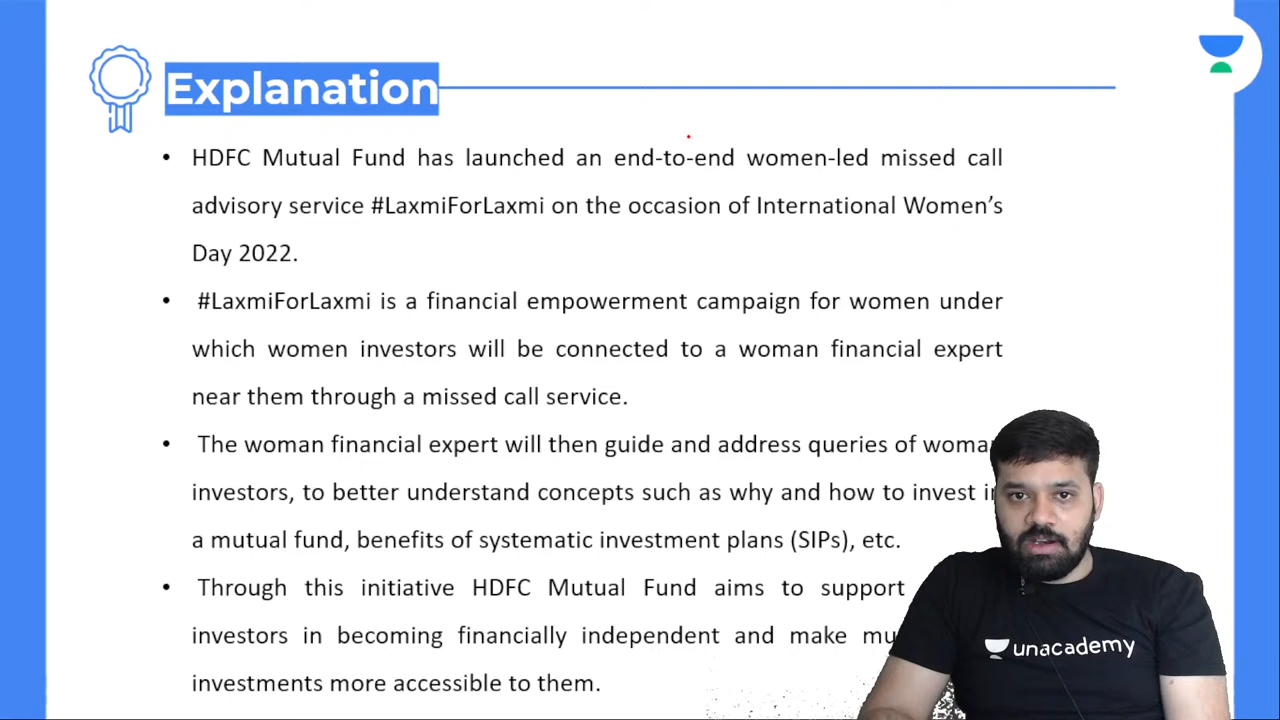 Explanation
• HDFC Mutual Fund has launched an end-to-end women-led missed call
advisory service #LaxmiForLaxmi on the occasion of International Women’s
Day 2022.
• #LaxmiForLaxmi is a financial empowerment campaign for women under
which women investors will be connected to a woman financial expert
near them through a missed call service.
• The woman financial expert will then guide and address queries of woman
investors, to better understand concepts such as why and how to invest in
a mutual fund, benefits of systematic investment plans (SIPs), etc.
• Through this initiative HDFC Mutual Fund aims to support
investors in becoming financially independent and make
investments more accessible to them.
unacademy